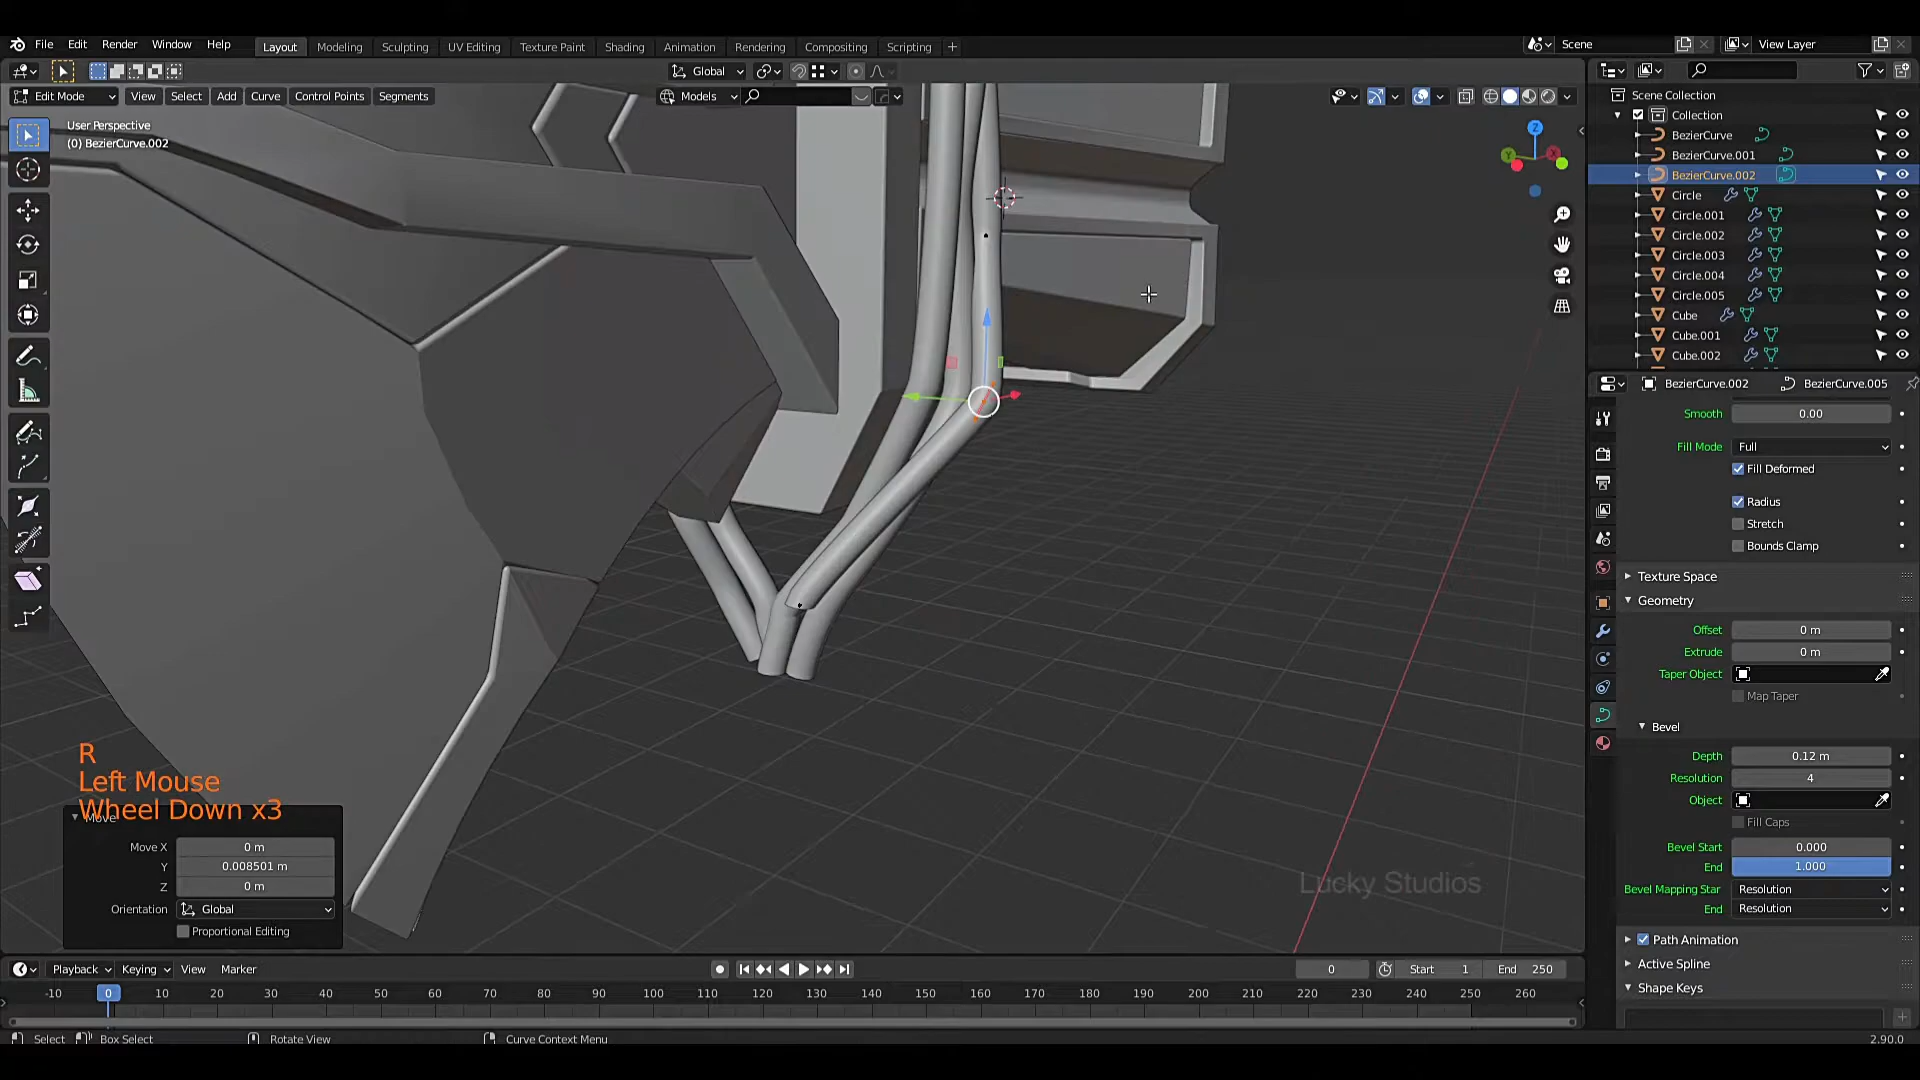 File Edit Render Window Help Layout Modeling Sculpting UV Editing Texture Paint Shading Animation Rendering Compositing Scripting + Scene View Layer
Global
Edit Mode View Select Add Curve Control Points Segments Models
User Perspective
(0) BezierCurve.002
Z
Y
X
Scene Collection
Collection
BezierCurve
BezierCurve.001
BezierCurve.002
Circle
Circle.001
Circle.002
Circle.003
Circle.004
Circle.005
Cube
Cube.001
Cube.002
BezierCurve.002 BezierCurve.005
Smooth 0.00
Fill Mode Full
Fill Deformed
Radius
Stretch
Bounds Clamp
Texture Space
Geometry
Offset 0 m
Extrude 0 m
Taper Object
Map Taper
Bevel
Depth 0.12 m
Resolution 4
Object
Fill Caps
Bevel Start 0.000
End 1.000
Bevel Mapping Star Resolution
End Resolution
Path Animation
Active Spline
Shape Keys
R
Left Mouse
Wheel Down x3
Move
Move X 0 m
Y 0.008501 m
Z 0 m
Orientation Global
Proportional Editing
Lucky Studios
Playback Keying View Marker 0 Start 1 End 250
-10 0 10 20 30 40 50 60 70 80 90 100 110 120 130 140 150 160 170 180 190 200 210 220 230 240 250 260
Select Box Select Rotate View Curve Context Menu 2.90.0